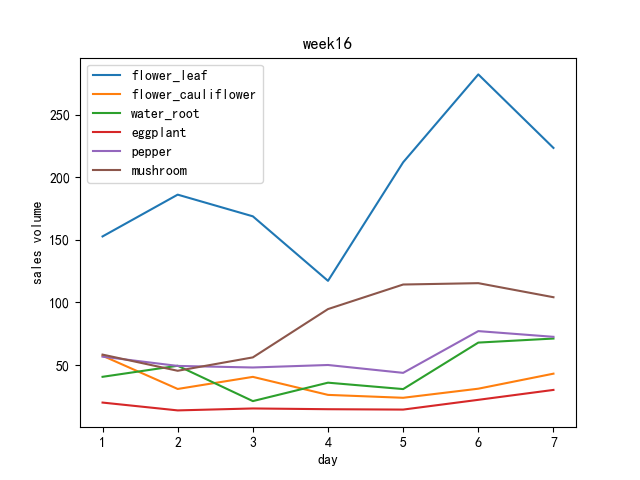 week16
flower_leaf
flower_cauliflower
water_root
eggplant
pepper
mushroom
sales volume
250
200
150
100
50
1 2 3 4 5 6 7
day